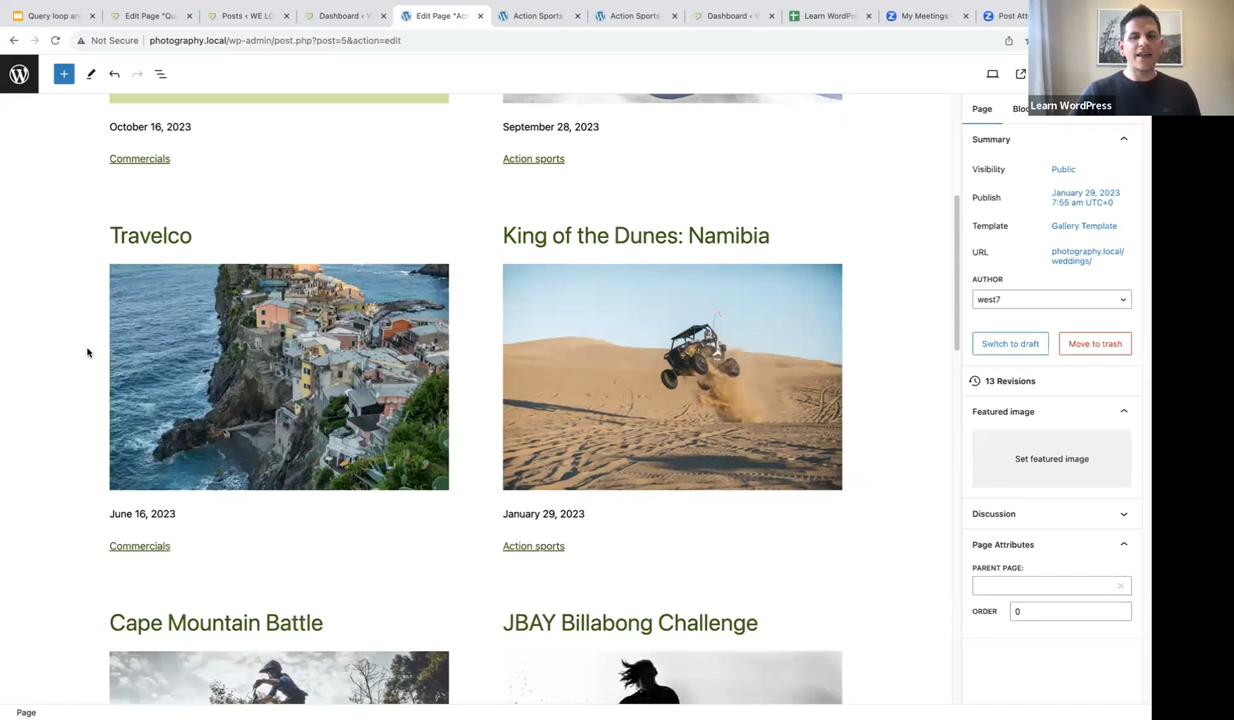 Query loop an
Edit Page "Qu
Posts ‹ WE LO
Dashboard ‹ W
Edit Page "Ac
Action Sports
Action Sports
Dashboard ‹ W
Learn WordPre
My Meetings -
Post Att
Not Secure
photography.local/wp-admin/post.php?post=5&action=edit
Learn WordPress
October 16, 2023
Commercials
September 28, 2023
Action sports
Travelco
King of the Dunes: Namibia
June 16, 2023
Commercials
January 29, 2023
Action sports
Cape Mountain Battle
JBAY Billabong Challenge
Page
Page
Bloc
Summary
Visibility
Public
Publish
January 29, 2023
7:55 am UTC+0
Template
Gallery Template
URL
photography.local/
weddings/
AUTHOR
west7
Switch to draft
Move to trash
13 Revisions
Featured image
Set featured image
Discussion
Page Attributes
PARENT PAGE:
ORDER
0